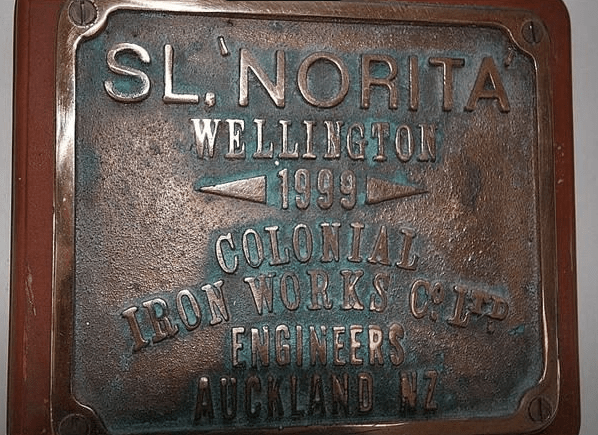 SL, 'NORITA'
WELLINGTON
1999
COLONIAL
IRON WORKS Co. LTD
ENGINEERS
AUCKLAND NZ